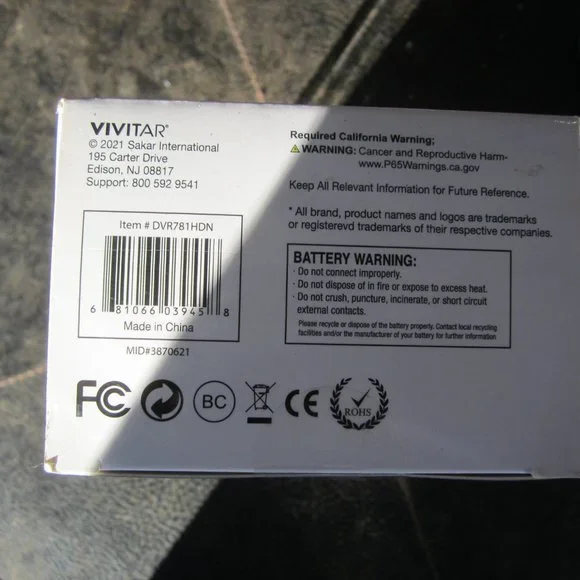 VIVITAR®
© 2021 Sakar International
195 Carter Drive
Edison, NJ 08817
Support: 800 592 9541
Item # DVR781HDN
6 81066 03945 8
Made in China
MID#3870621
FC
BC
CE
ROHS
Required California Warning;
WARNING: Cancer and Reproductive Harm-
www.P65Warnings.ca.gov
Keep All Relevant Information for Future Reference.
* All brand, product names and logos are trademarks
or registerevd trademarks of their respective companies.
BATTERY WARNING:
· Do not connect improperly.
· Do not dispose of in fire or expose to excess heat.
· Do not crush, puncture, incinerate, or short circuit
external contacts.
Please recycle or dispose of the battery properly. Contact local recycling
facilities and/or the manufacturer of your battery for further information